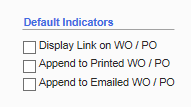 Default Indicators
Display Link on WO / PO
Append to Printed WO / PO
Append to Emailed WO / PO